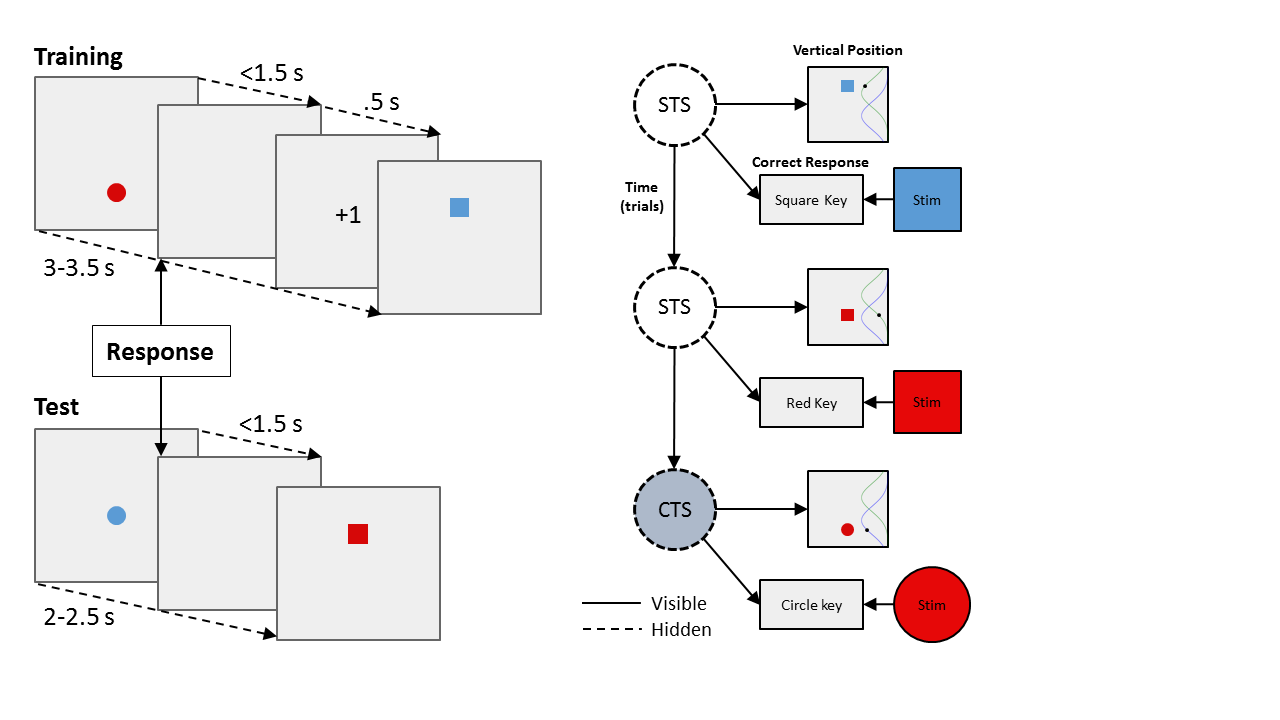 Training
<1.5 s
.5 s
+1
3-3.5 s
Response
Test
<1.5 s
2-2.5 s
Vertical Position
STS
Correct Response
Square Key
Stim
Time
(trials)
STS
Red Key
Stim
CTS
Circle key
Stim
Visible
Hidden